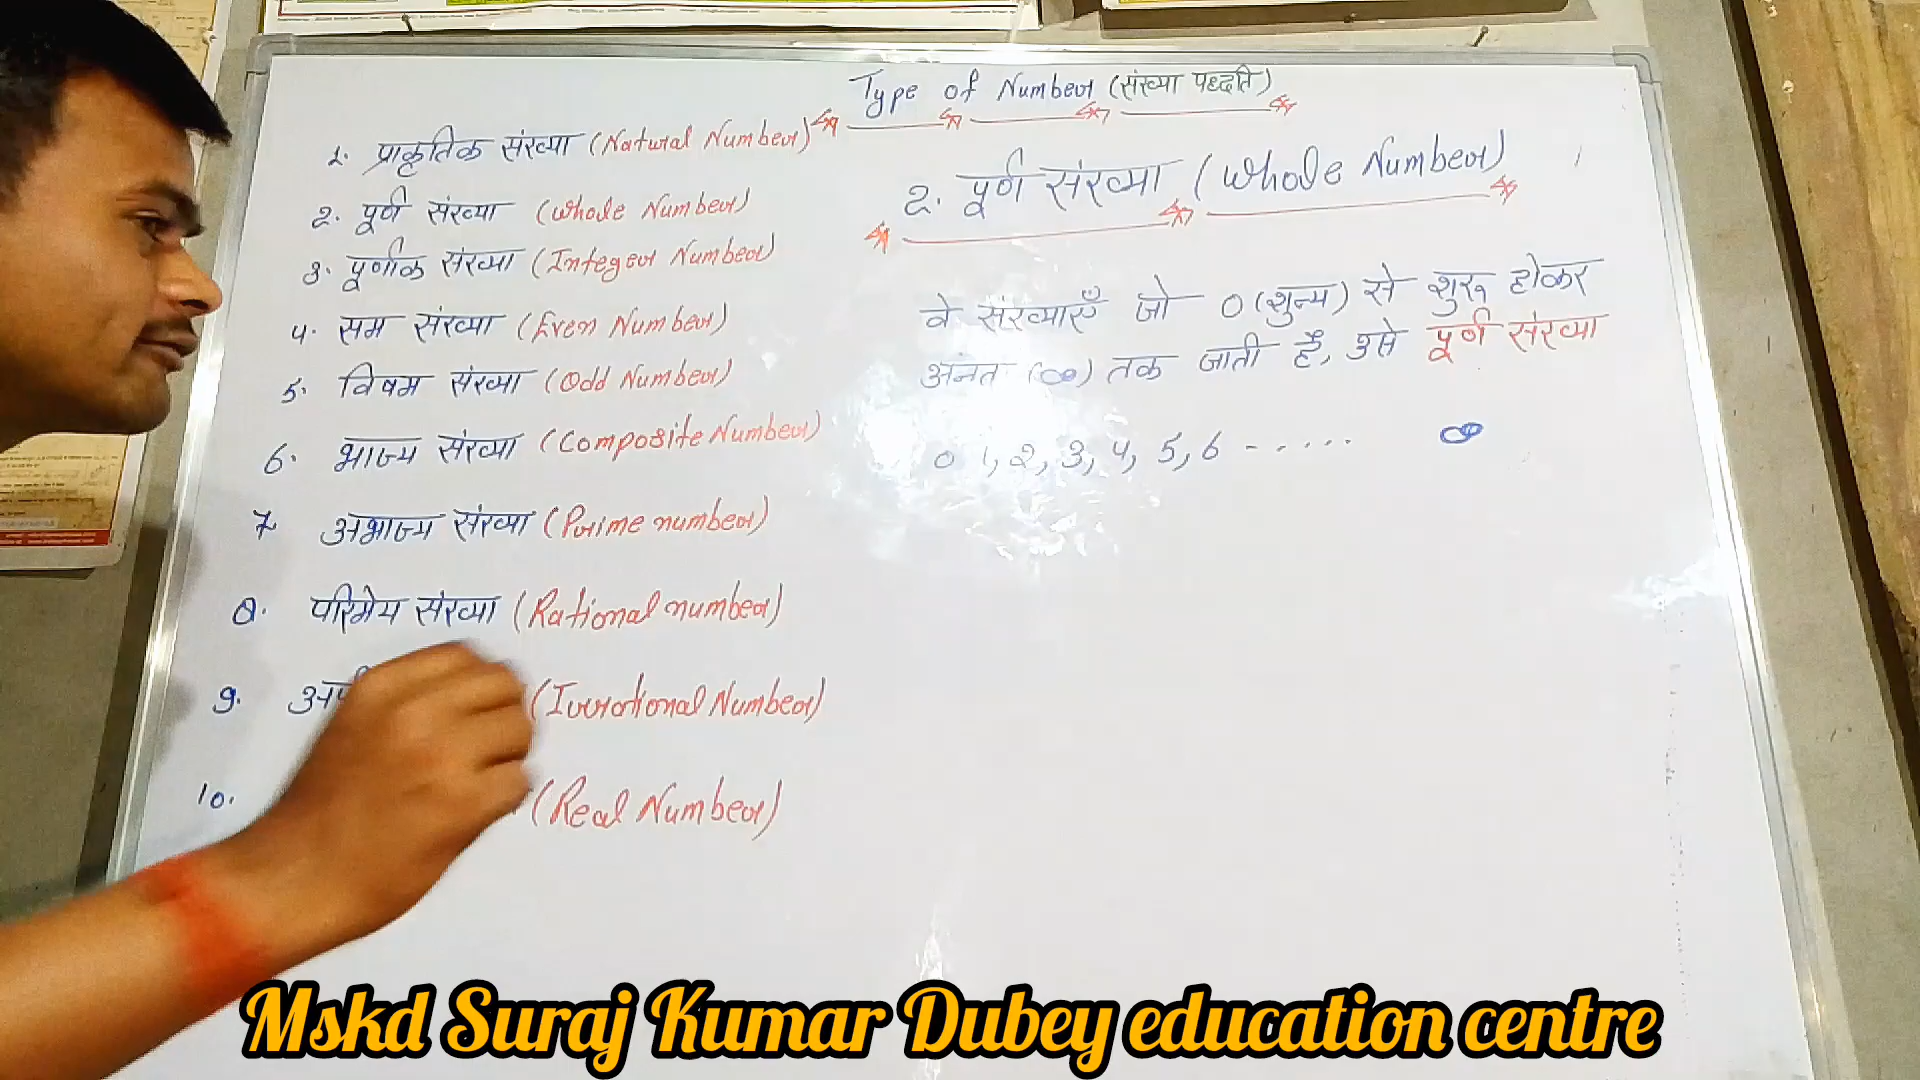 Type of Number (संख्या पद्धति)
1. प्राकृतिक संख्या (Natural Number)
2. पूर्ण संख्या (Whole Number)
3. पूर्णांक संख्या (Integer Number)
4. सम संख्या (Even Number)
5. विषम संख्या (Odd Number)
6. भाज्य संख्या (Composite Number)
7. अभाज्य संख्या (Prime number)
8. परिमेय संख्या (Rational number)
9. (Irrational Number)
10. (Real Number)
2. पूर्ण संख्या (Whole Number)
वे संख्याएँ जो 0 (शुन्य) से शुरू होकर
अनंत (∞) तक जाती है, उसे पूर्ण संख्या
0 1, 2, 3, 4, 5, 6 - - . . . . ∞
Mskd Suraj Kumar Dubey education centre